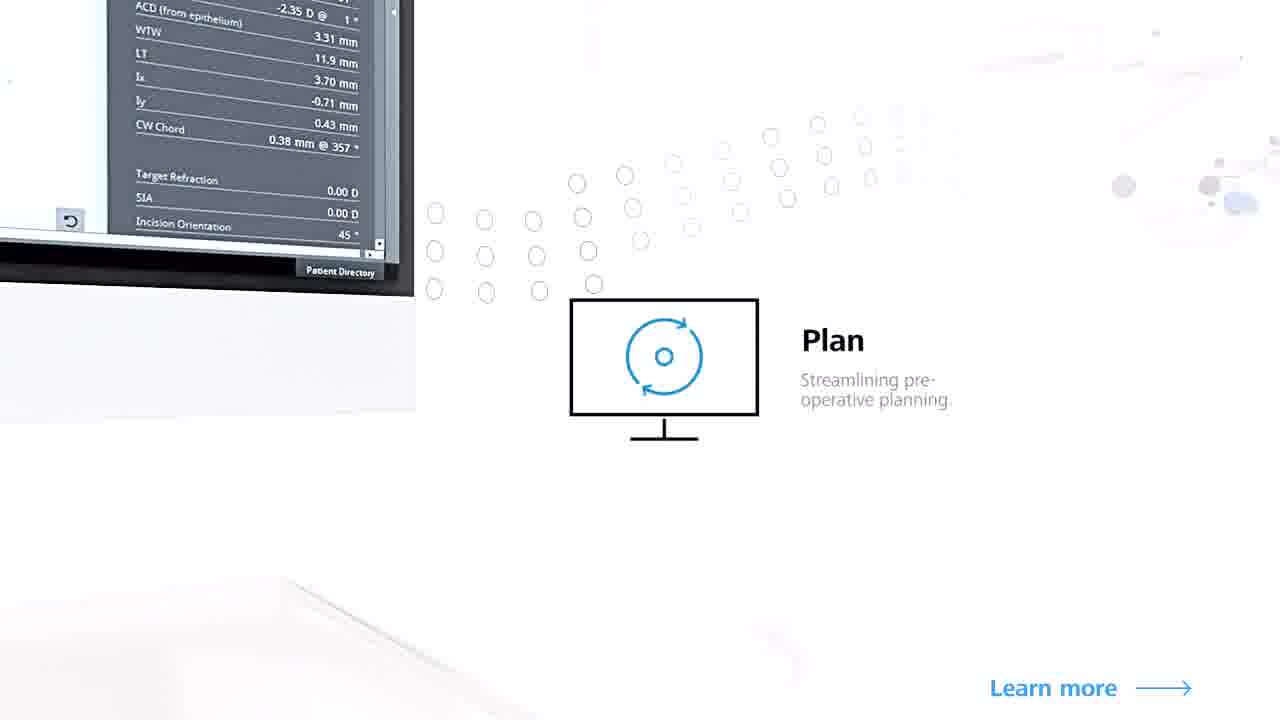 -2.35 D @ 1 °
ACD (from epithelium) 3.31 mm
WTW 11.9 mm
LT 3.70 mm
Ix -0.71 mm
Iy 0.43 mm
CW Chord 0.38 mm @ 357 °
Target Refraction 0.00 D
SIA 0.00 D
Incision Orientation 45 °
Patient Directory
Plan
Streamlining pre-
operative planning
Learn more